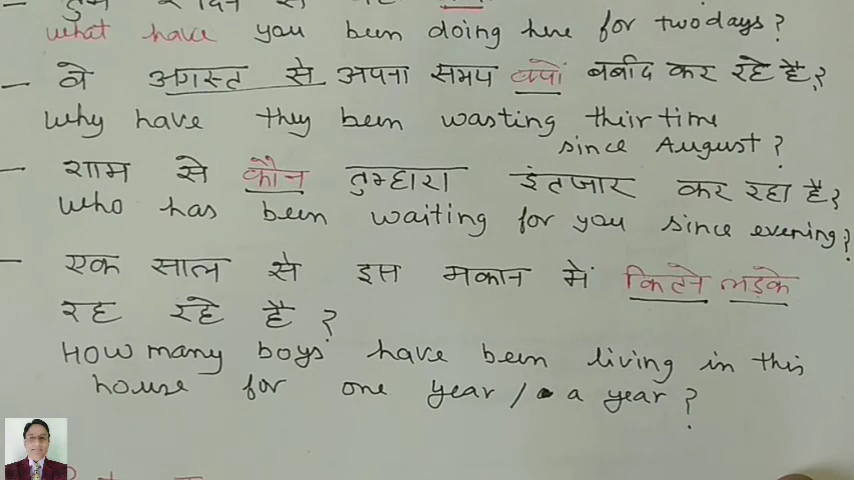 what have you been doing here for two days?
– वे अगस्त से अपना समय क्यों बर्बाद कर रहे है?
why have they been wasting their time
since August?
– शाम से कौन तुम्हारा इंतजार कर रहा है?
who has been waiting for you since evening?
– एक साल से इस मकान में कितने लड़के
रह रहे है?
How many boys have been living in this
house for one year / a year?